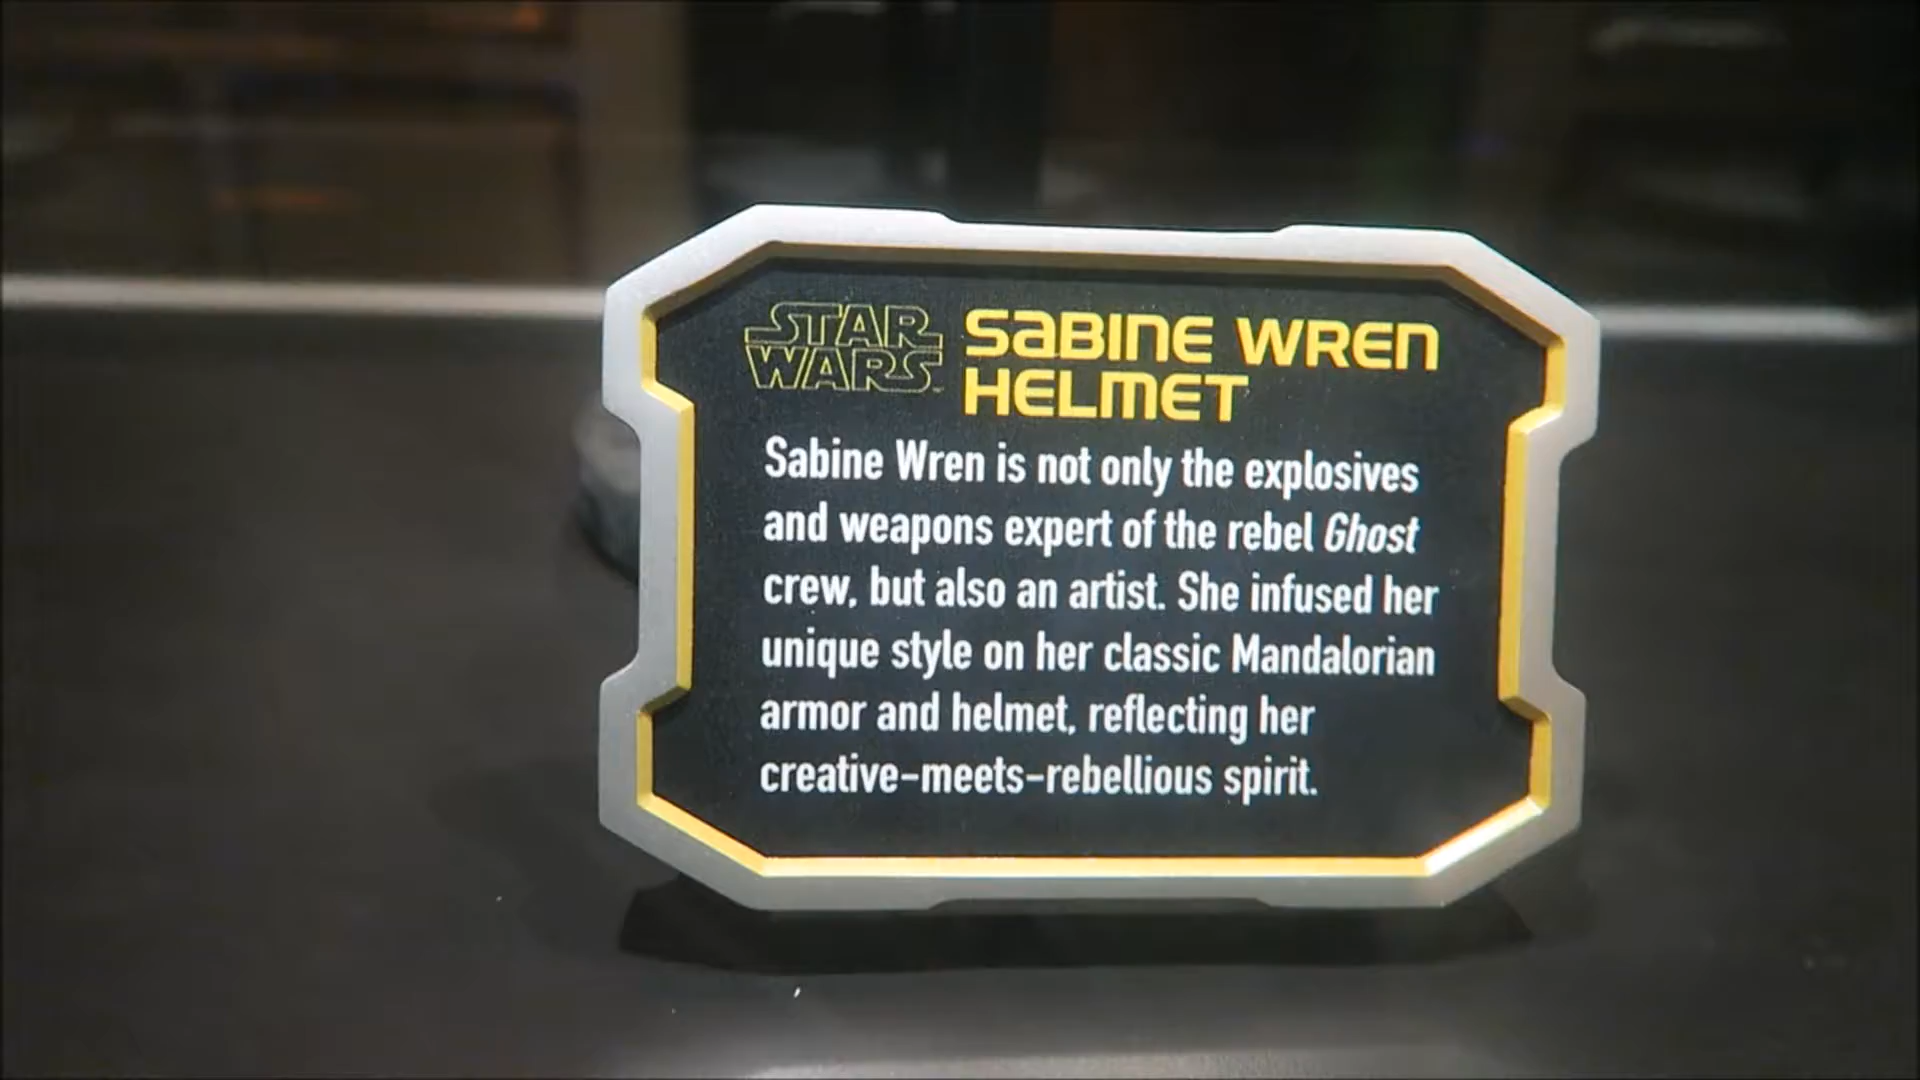 STAR
WARS
SABINE WREN
HELMET
Sabine Wren is not only the explosives
and weapons expert of the rebel Ghost
crew, but also an artist. She infused her
unique style on her classic Mandalorian
armor and helmet, reflecting her
creative-meets-rebellious spirit.